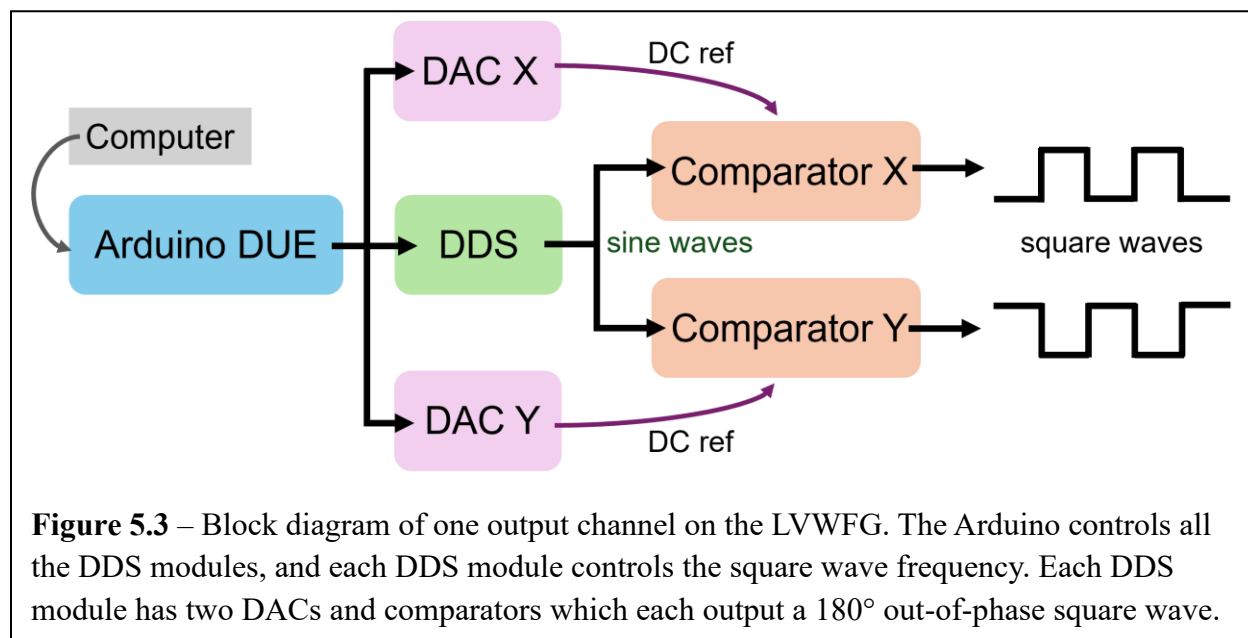 DAC X
DC ref
Computer
Comparator X
Arduino DUE
DDS
sine waves
square waves
Comparator Y
DAC Y
DC ref
Figure 5.3 – Block diagram of one output channel on the LVWFG. The Arduino controls all
the DDS modules, and each DDS module controls the square wave frequency. Each DDS
module has two DACs and comparators which each output a 180° out-of-phase square wave.